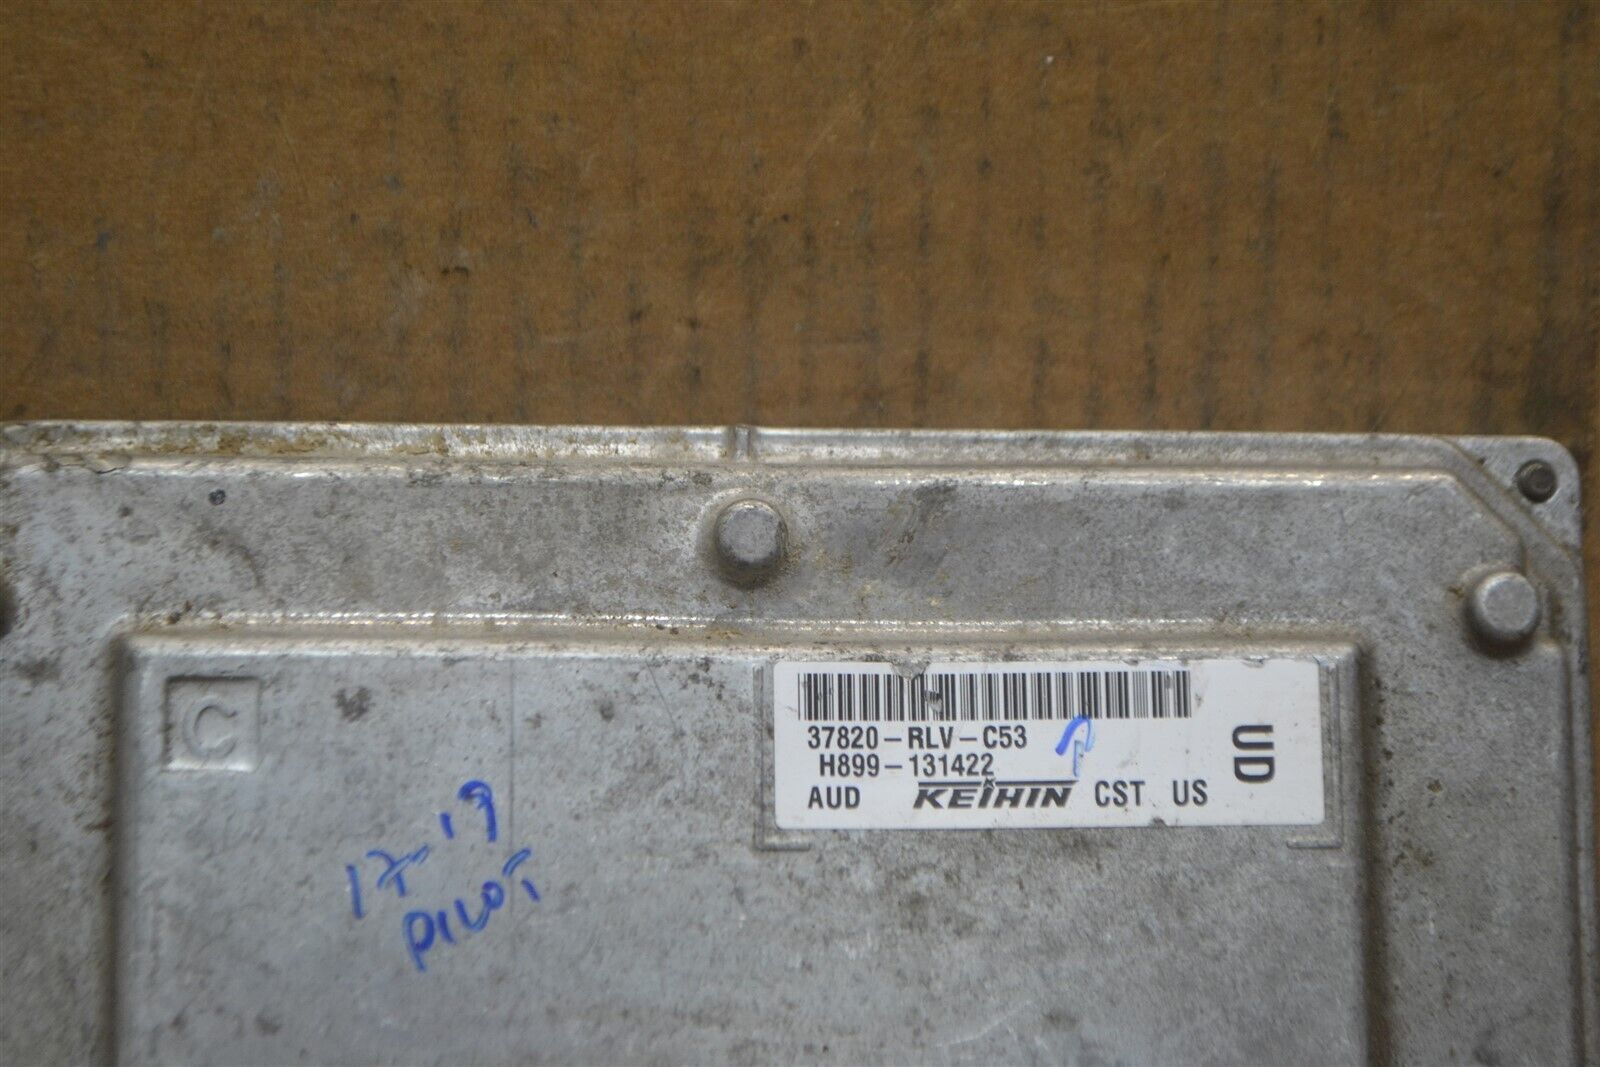 C
37820-RLV-C53
H899-131422
AUD KEIHIN CST US
UD
17-19
PILOT